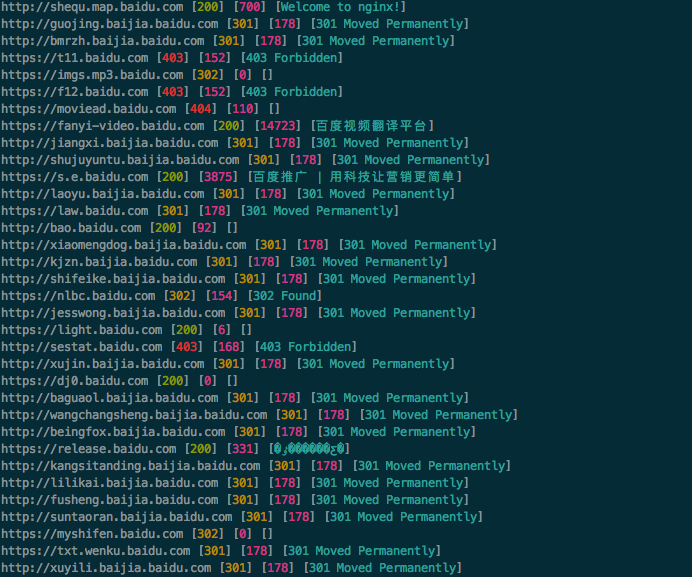 http://shequ.map.baidu.com [200] [700] [Welcome to nginx!]
http://guojing.baijia.baidu.com [301] [178] [301 Moved Permanently]
http://bmrzh.baijia.baidu.com [301] [178] [301 Moved Permanently]
https://t11.baidu.com [403] [152] [403 Forbidden]
https://imgs.mp3.baidu.com [302] [0] []
https://f12.baidu.com [403] [152] [403 Forbidden]
https://moviead.baidu.com [404] [110] []
https://fanyi-video.baidu.com [200] [14723] [百度视频翻译平台]
http://jiangxi.baijia.baidu.com [301] [178] [301 Moved Permanently]
http://shujuyuntu.baijia.baidu.com [301] [178] [301 Moved Permanently]
https://s.e.baidu.com [200] [3875] [百度推广 | 用科技让营销更简单]
http://laoyu.baijia.baidu.com [301] [178] [301 Moved Permanently]
https://law.baidu.com [301] [178] [301 Moved Permanently]
http://bao.baidu.com [200] [92] []
http://xiaomengdog.baijia.baidu.com [301] [178] [301 Moved Permanently]
http://kjzn.baijia.baidu.com [301] [178] [301 Moved Permanently]
http://shifeike.baijia.baidu.com [301] [178] [301 Moved Permanently]
https://nlbc.baidu.com [302] [154] [302 Found]
http://jesswong.baijia.baidu.com [301] [178] [301 Moved Permanently]
https://light.baidu.com [200] [6] []
https://sestat.baidu.com [403] [168] [403 Forbidden]
http://xujin.baijia.baidu.com [301] [178] [301 Moved Permanently]
https://dj0.baidu.com [200] [0] []
http://baguaol.baijia.baidu.com [301] [178] [301 Moved Permanently]
http://wangchangsheng.baijia.baidu.com [301] [178] [301 Moved Permanently]
http://beingfox.baijia.baidu.com [301] [178] [301 Moved Permanently]
https://release.baidu.com [200] [331]
http://kangsitanding.baijia.baidu.com [301] [178] [301 Moved Permanently]
http://lilikai.baijia.baidu.com [301] [178] [301 Moved Permanently]
http://fusheng.baijia.baidu.com [301] [178] [301 Moved Permanently]
http://suntaoran.baijia.baidu.com [301] [178] [301 Moved Permanently]
https://myshifen.baidu.com [302] [0] []
https://txt.wenku.baidu.com [301] [178] [301 Moved Permanently]
http://xuyili.baijia.baidu.com [301] [178] [301 Moved Permanently]